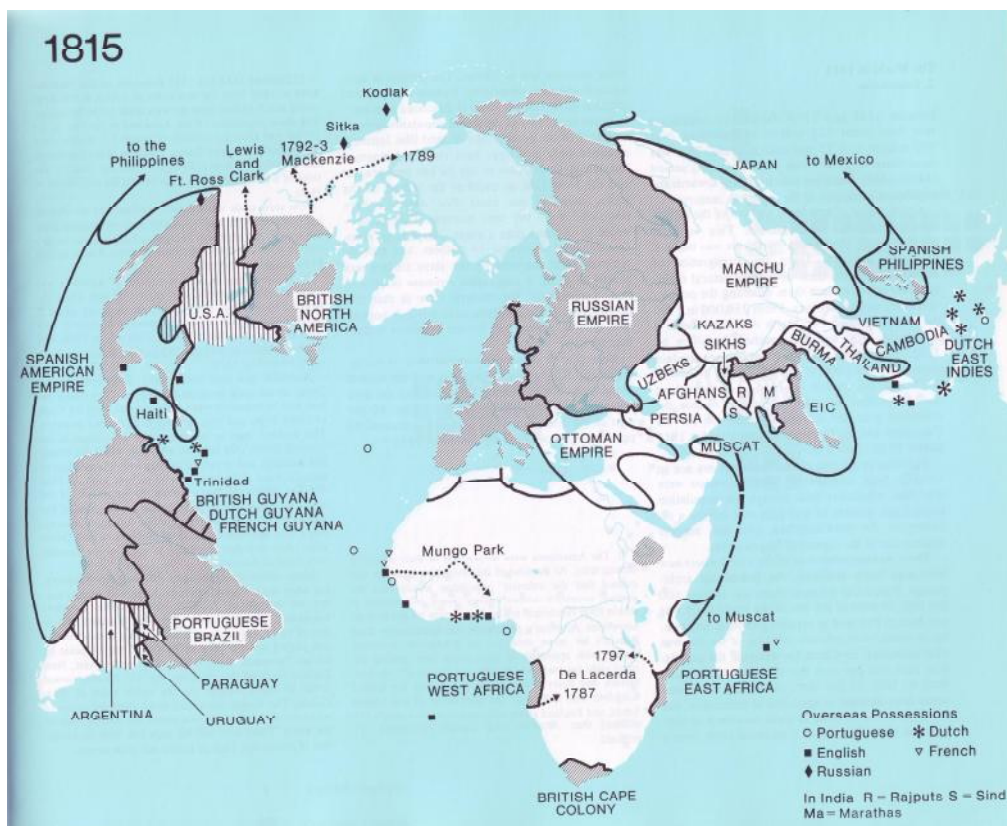 1815
Kodiak
Sitka
to the
Philippines
Lewis
and
Clark
1792-3
Mackenzie
1789
Ft. Ross
JAPAN
to Mexico
SPANISH
PHILIPPINES
MANCHU
EMPIRE
U.S.A.
BRITISH
NORTH
AMERICA
RUSSIAN
EMPIRE
KAZAKS
SIKHS
VIETNAM
CAMBODIA
BURMA
THAILAND
DUTCH
EAST
INDIES
SPANISH
AMERICAN
EMPIRE
UZBEKS
AFGHANS
R
M
S
EIC
PERSIA
Haiti
OTTOMAN
EMPIRE
MUSCAT
Trinidad
BRITISH GUYANA
DUTCH GUYANA
FRENCH GUYANA
Mungo Park
to Muscat
PORTUGUESE
BRAZIL
1797
De Lacerda
PORTUGUESE
WEST AFRICA
1787
PORTUGUESE
EAST AFRICA
PARAGUAY
ARGENTINA
URUGUAY
BRITISH CAPE
COLONY
Overseas Possessions
Portuguese
Dutch
English
French
Russian
In India R – Rajputs S = Sind
Ma = Marathas